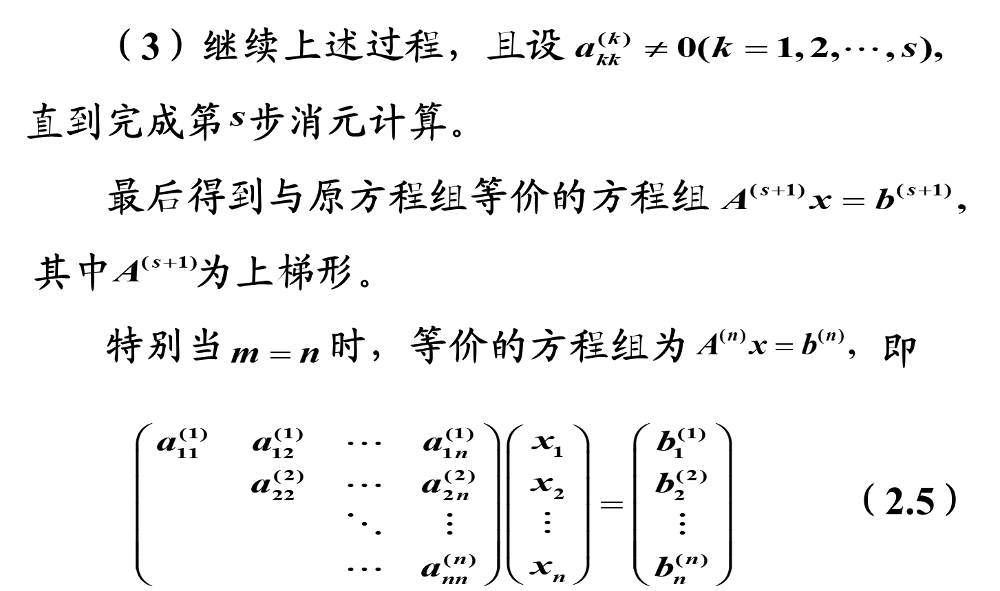 （3）继续上述过程，且设 $a_{kk}^{(k)} \neq 0(k=1,2,\cdots,s),$
直到完成第 $s$ 步消元计算。
最后得到与原方程组等价的方程组 $A^{(s+1)}x=b^{(s+1)},$
其中 $A^{(s+1)}$ 为上梯形。
特别当 $m=n$ 时，等价的方程组为 $A^{(n)}x=b^{(n)},$ 即
$\begin{pmatrix} a_{11}^{(1)} & a_{12}^{(1)} & \cdots & a_{1n}^{(1)} \\ & a_{22}^{(2)} & \cdots & a_{2n}^{(2)} \\ & & \ddots & \vdots \\ & & \cdots & a_{nn}^{(n)} \end{pmatrix} \begin{pmatrix} x_1 \\ x_2 \\ \vdots \\ x_n \end{pmatrix} = \begin{pmatrix} b_1^{(1)} \\ b_2^{(2)} \\ \vdots \\ b_n^{(n)} \end{pmatrix}$ （2.5）